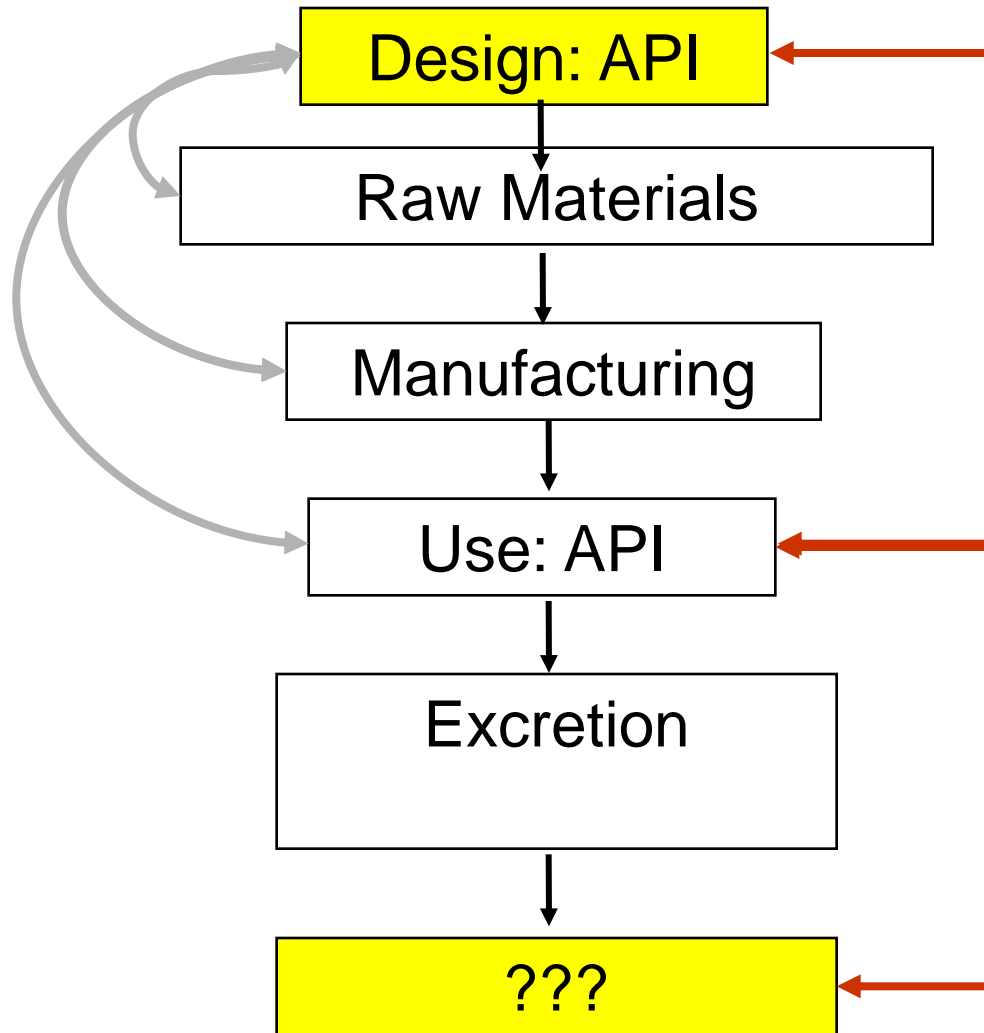 Design: API
Raw Materials
Manufacturing
Use: API
Excretion
???